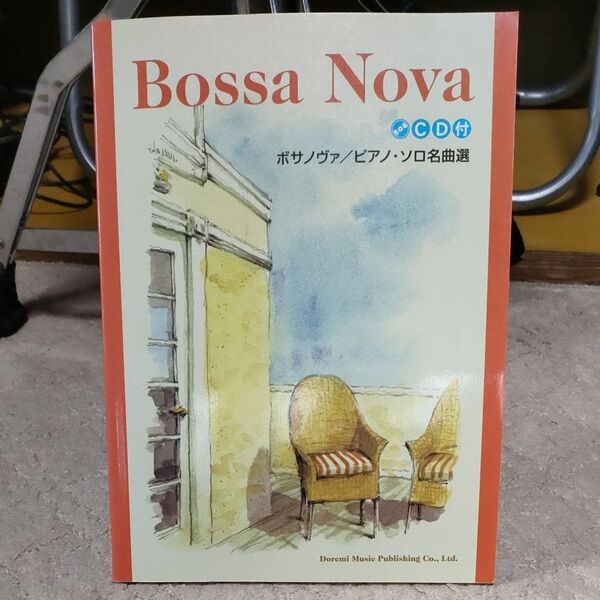 Bossa Nova
CD付
ボサノヴァ/ピアノ・ソロ名曲選
Doremi Music Publishing Co., Ltd.